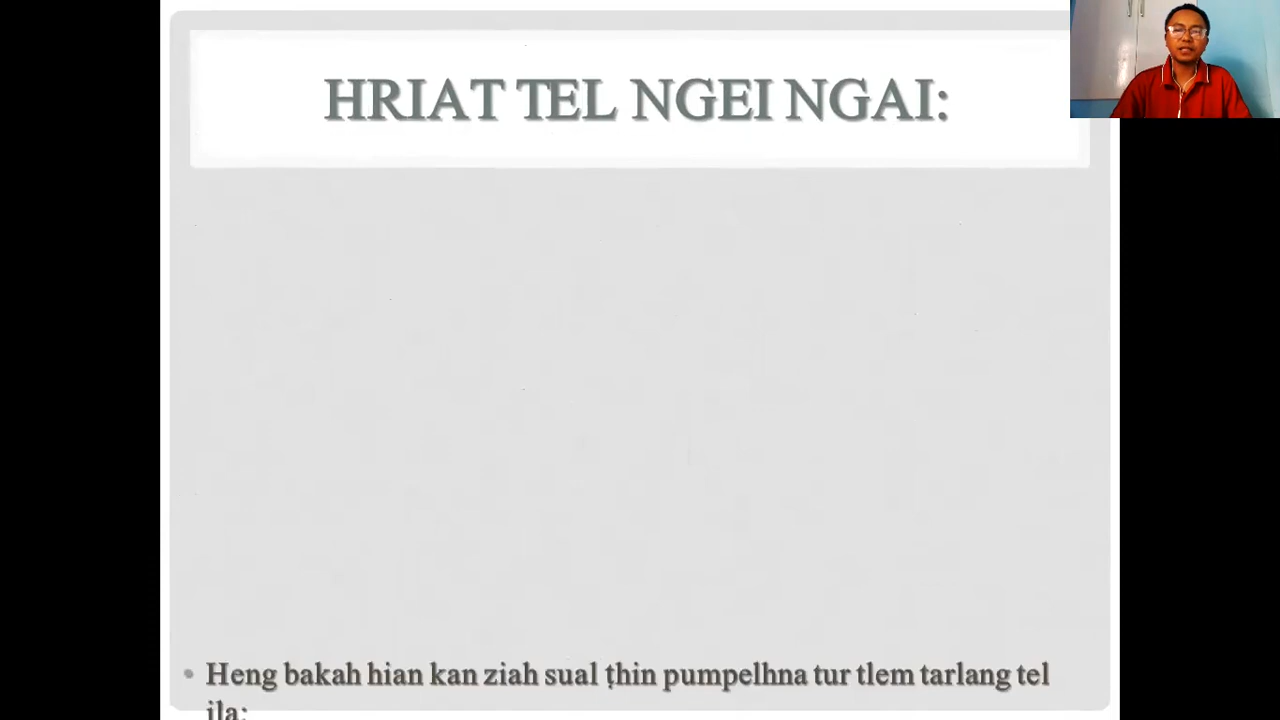 HRIAT TEL NGEI NGAI:
• Heng bakah hian kan ziah sual ṭhin pumpelhna tur tlem tarlang tel
ila: